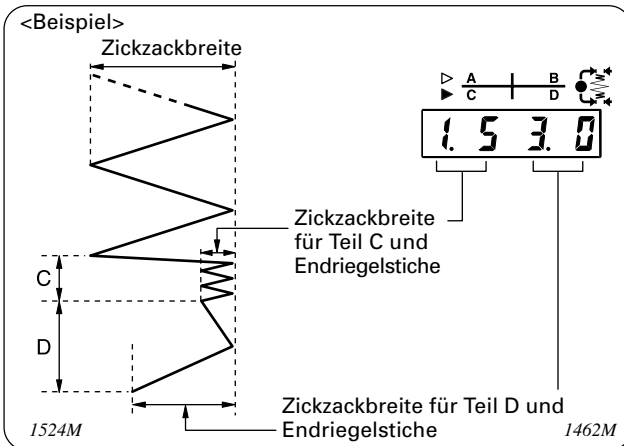 <Beispiel>
Zickzackbreite
A B
C D
1.5 3.0
Zickzackbreite
für Teil C und
Endriegelstiche
C
D
Zickzackbreite für Teil D und
Endriegelstiche
1524M
1462M